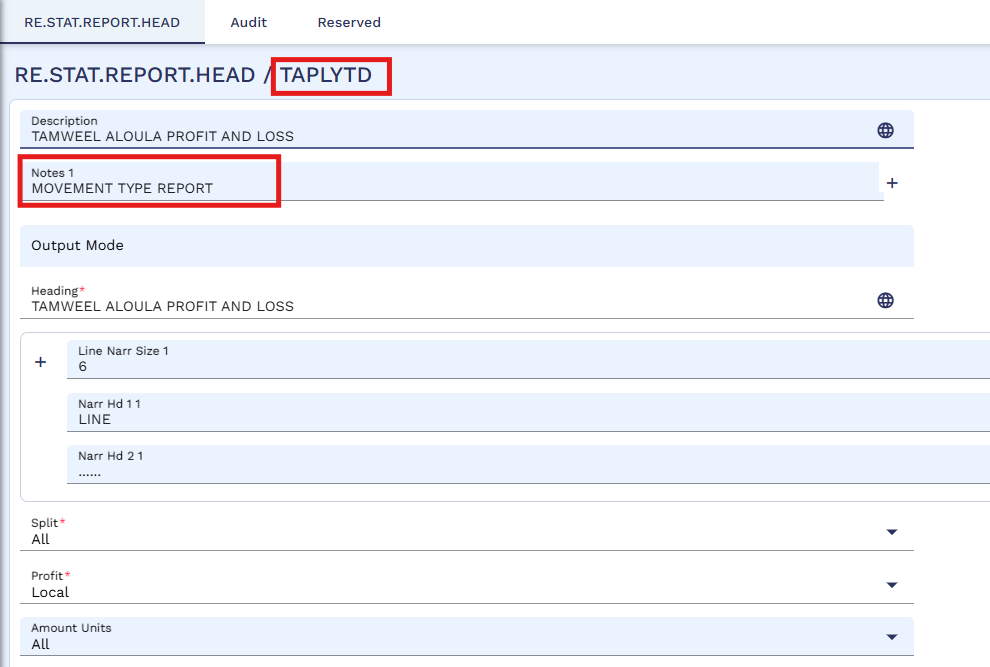 RE.STAT.REPORT.HEAD Audit Reserved
RE.STAT.REPORT.HEAD / TAPLYTD
Description
TAMWEEL ALOULA PROFIT AND LOSS
Notes 1
MOVEMENT TYPE REPORT
+
Output Mode
Heading*
TAMWEEL ALOULA PROFIT AND LOSS
+
Line Narr Size 1
6
Narr Hd 1 1
LINE
Narr Hd 2 1
......
Split*
All
Profit*
Local
Amount Units
All